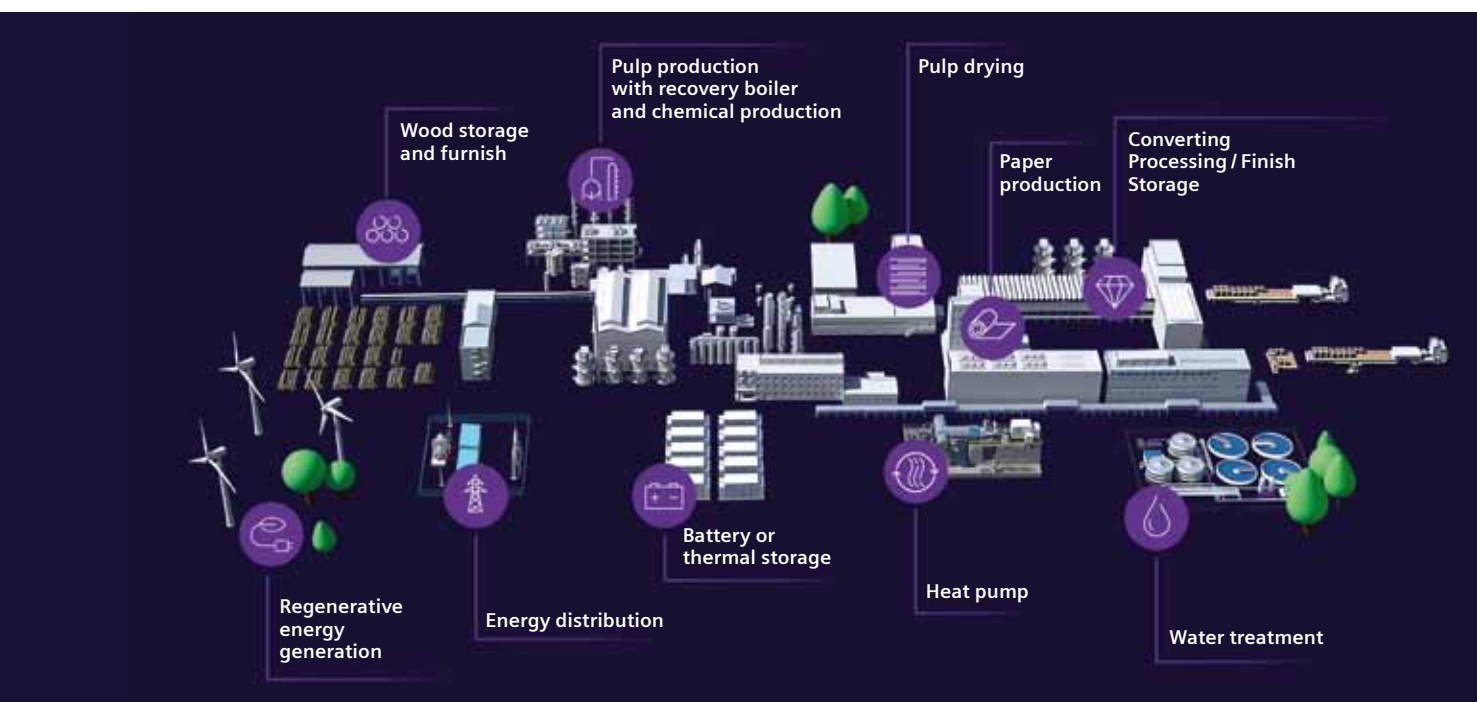 Pulp production
with recovery boiler
and chemical production
Pulp drying
Wood storage
and furnish
Paper
production
Converting
Processing / Finish
Storage
Battery or
thermal storage
Heat pump
Regenerative
energy
generation
Energy distribution
Water treatment